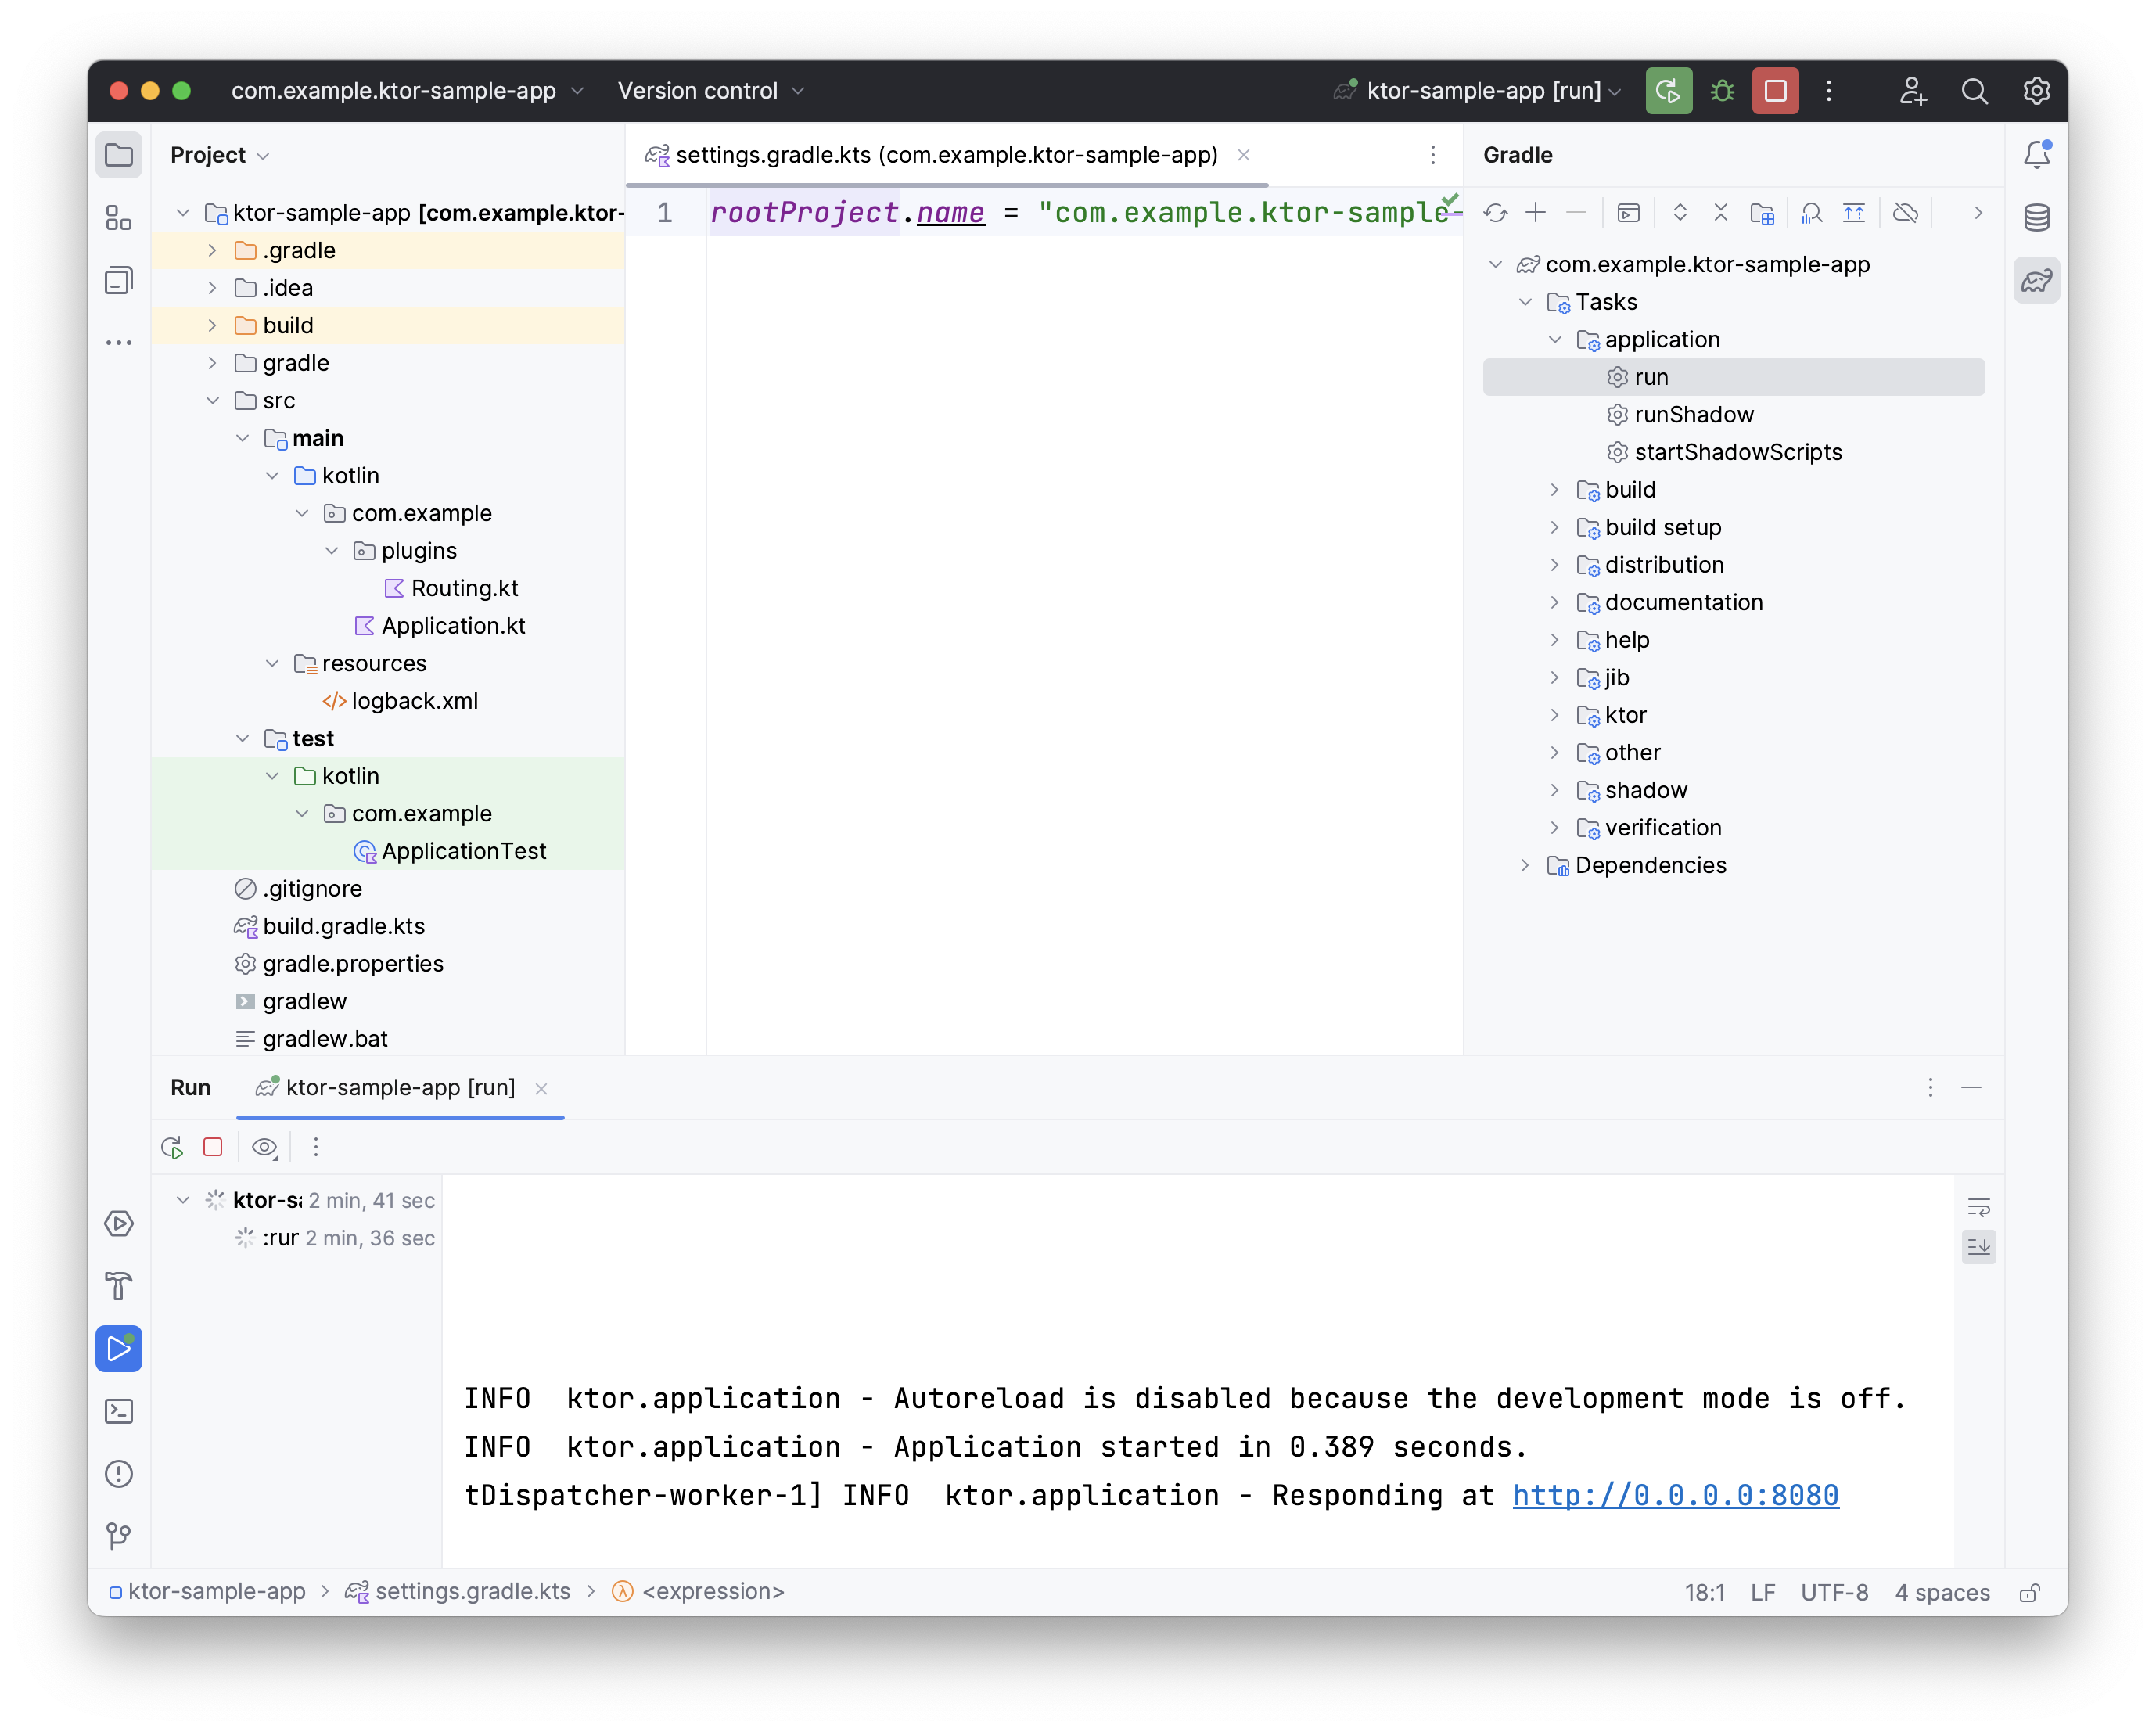 com.example.ktor-sample-app
Version control
ktor-sample-app [run]
Project
ktor-sample-app [com.example.ktor-
.gradle
.idea
build
gradle
src
main
kotlin
com.example
plugins
Routing.kt
Application.kt
resources
logback.xml
test
kotlin
com.example
ApplicationTest
.gitignore
build.gradle.kts
gradle.properties
gradlew
gradlew.bat
settings.gradle.kts (com.example.ktor-sample-app)
1 rootProject.name = "com.example.ktor-sample-
Gradle
com.example.ktor-sample-app
Tasks
application
run
runShadow
startShadowScripts
build
build setup
distribution
documentation
help
jib
ktor
other
shadow
verification
Dependencies
Run
ktor-sample-app [run]
ktor-sa 2 min, 41 sec
:run 2 min, 36 sec
INFO  ktor.application - Autoreload is disabled because the development mode is off.
INFO  ktor.application - Application started in 0.389 seconds.
tDispatcher-worker-1] INFO  ktor.application - Responding at http://0.0.0.0:8080
ktor-sample-app > settings.gradle.kts > <expression>
18:1 LF UTF-8 4 spaces